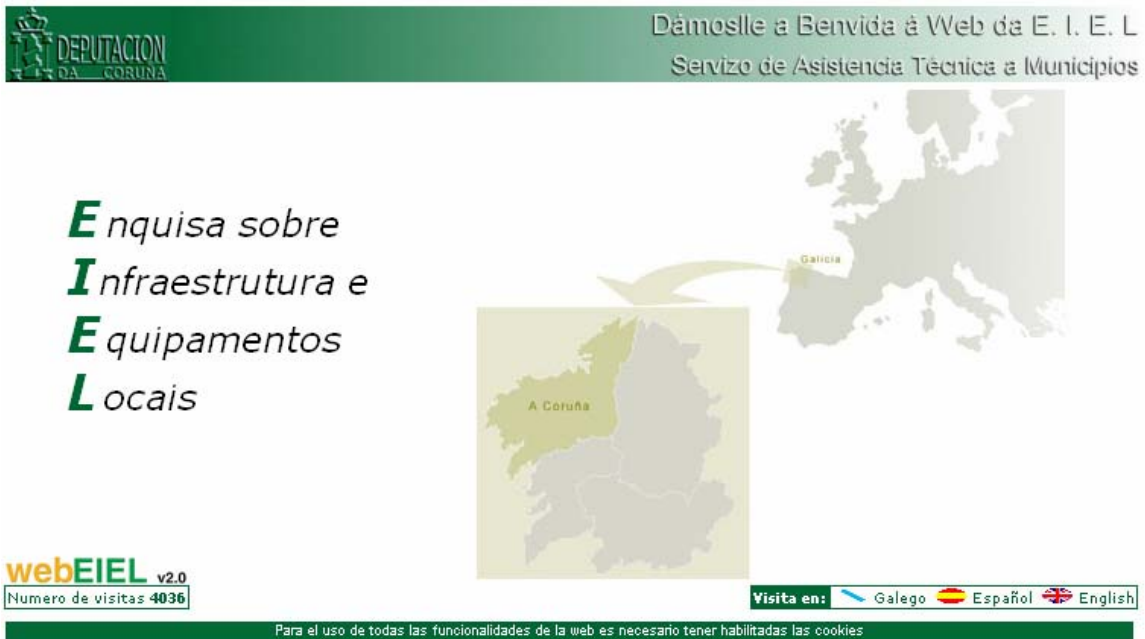 DEPUTACION
DA CORUÑA
Dámoslle a Benvida á Web da E. I. E. L
Servizo de Asistencia Técnica a Municipios
Enquisa sobre
Infraestrutura e
Equipamentos
Locais
Galicia
A Coruña
webEIEL v2.0
Numero de visitas 4036
Visita en: Galego Español English
Para el uso de todas las funcionalidades de la web es necesario tener habilitadas las cookies